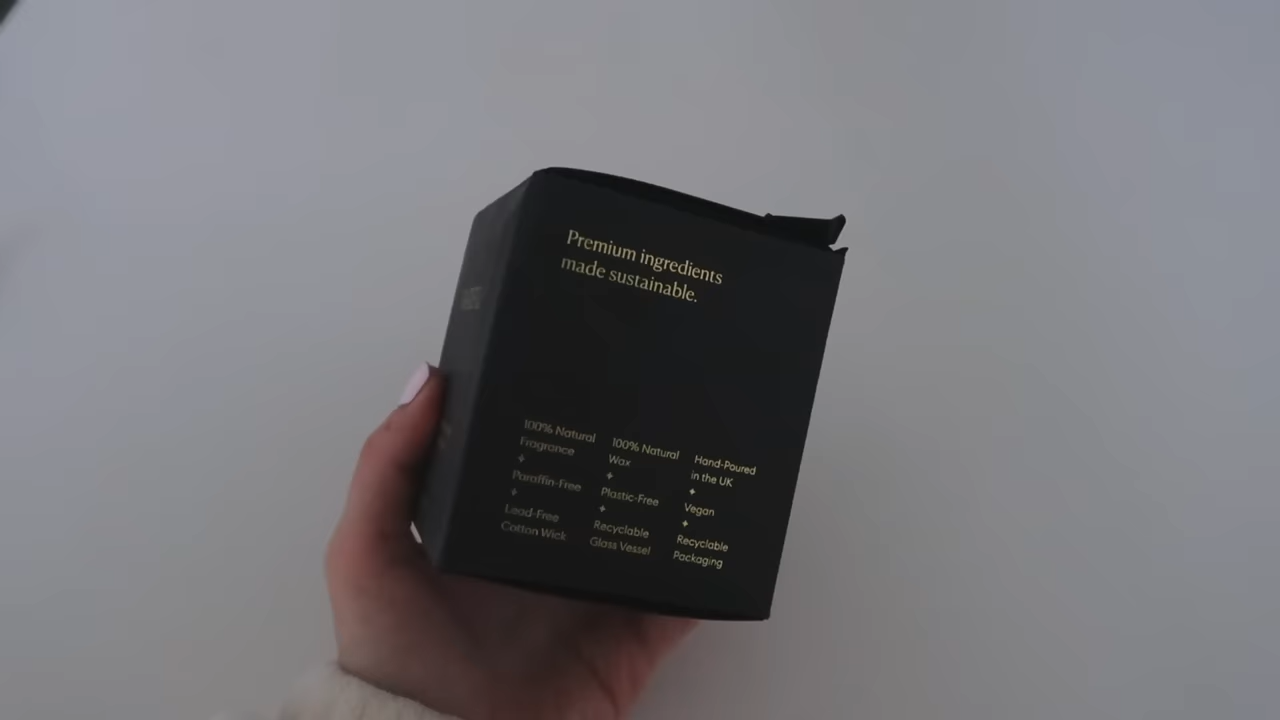 Premium ingredients
made sustainable.
100% Natural
Fragrance
+
Paraffin-Free
+
Lead-Free
Cotton Wick
100% Natural
Wax
+
Plastic-Free
+
Recyclable
Glass Vessel
Hand-Poured
in the UK
+
Vegan
+
Recyclable
Packaging